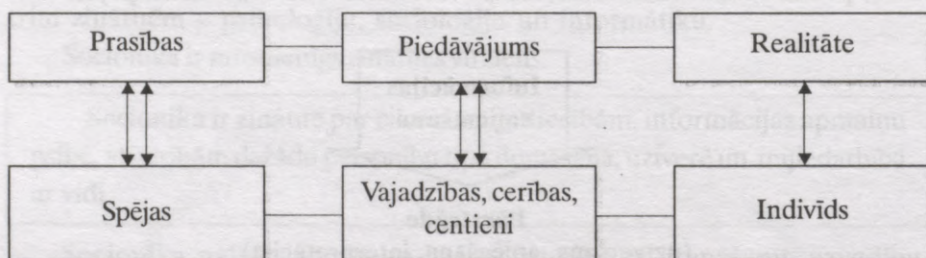 Prasības
Piedāvājums
Realitāte
Spējas
Vajadzības, cerības,
centieni
Indivīds